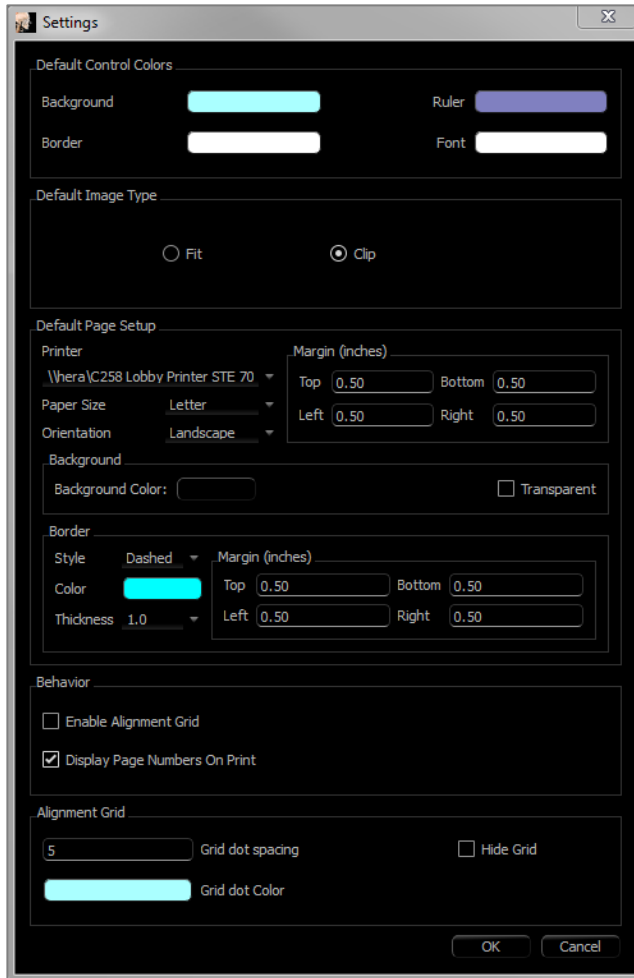 Settings
Default Control Colors
Background Ruler
Border Font
Default Image Type
Fit Clip
Default Page Setup
Printer
\\hera\C258 Lobby Printer STE 70
Paper Size Letter
Orientation Landscape
Margin (inches)
Top 0.50 Bottom 0.50
Left 0.50 Right 0.50
Background
Background Color: Transparent
Border
Style Dashed
Color
Thickness 1.0
Margin (inches)
Top 0.50 Bottom 0.50
Left 0.50 Right 0.50
Behavior
Enable Alignment Grid
Display Page Numbers On Print
Alignment Grid
5 Grid dot spacing Hide Grid
Grid dot Color
OK Cancel